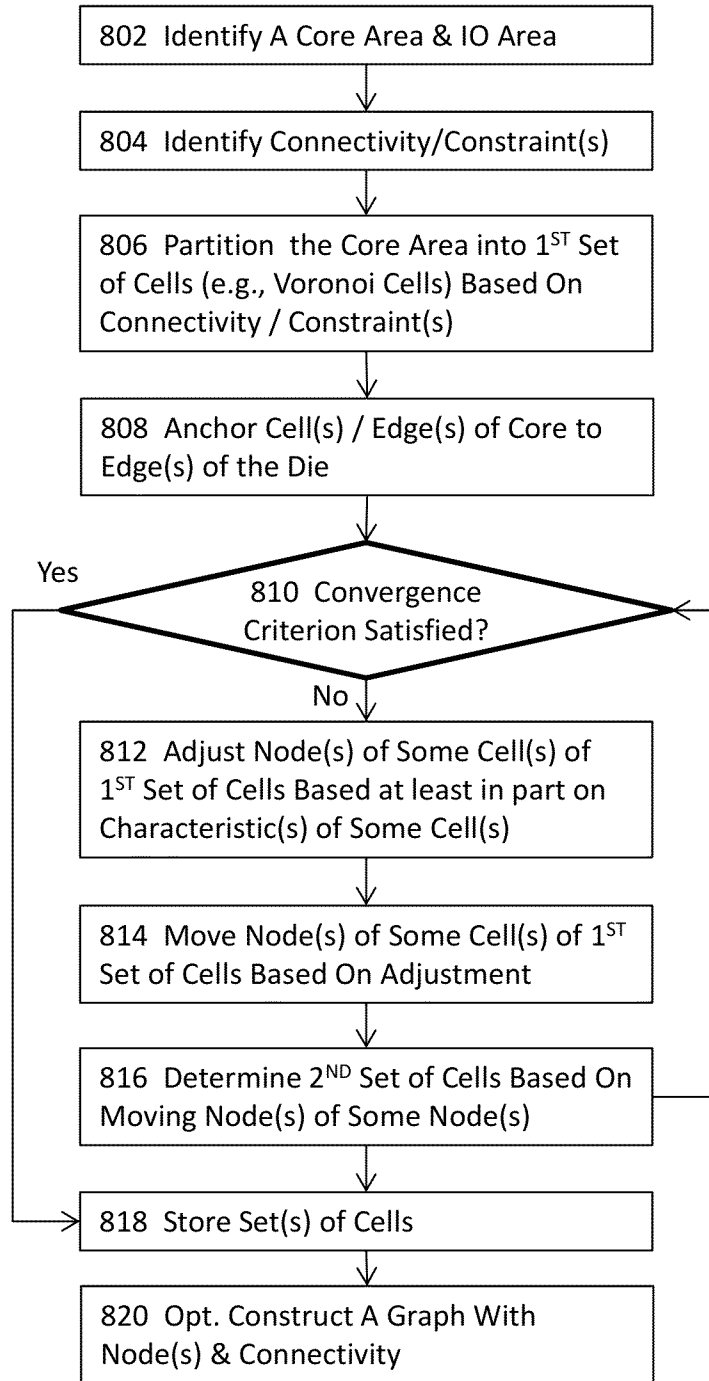 802 Identify A Core Area & IO Area
804 Identify Connectivity/Constraint(s)
806 Partition the Core Area into 1ST Set
of Cells (e.g., Voronoi Cells) Based On
Connectivity / Constraint(s)
808 Anchor Cell(s) / Edge(s) of Core to
Edge(s) of the Die
Yes
810 Convergence
Criterion Satisfied?
No
812 Adjust Node(s) of Some Cell(s) of
1ST Set of Cells Based at least in part on
Characteristic(s) of Some Cell(s)
814 Move Node(s) of Some Cell(s) of 1ST
Set of Cells Based On Adjustment
816 Determine 2ND Set of Cells Based On
Moving Node(s) of Some Node(s)
818 Store Set(s) of Cells
820 Opt. Construct A Graph With
Node(s) & Connectivity